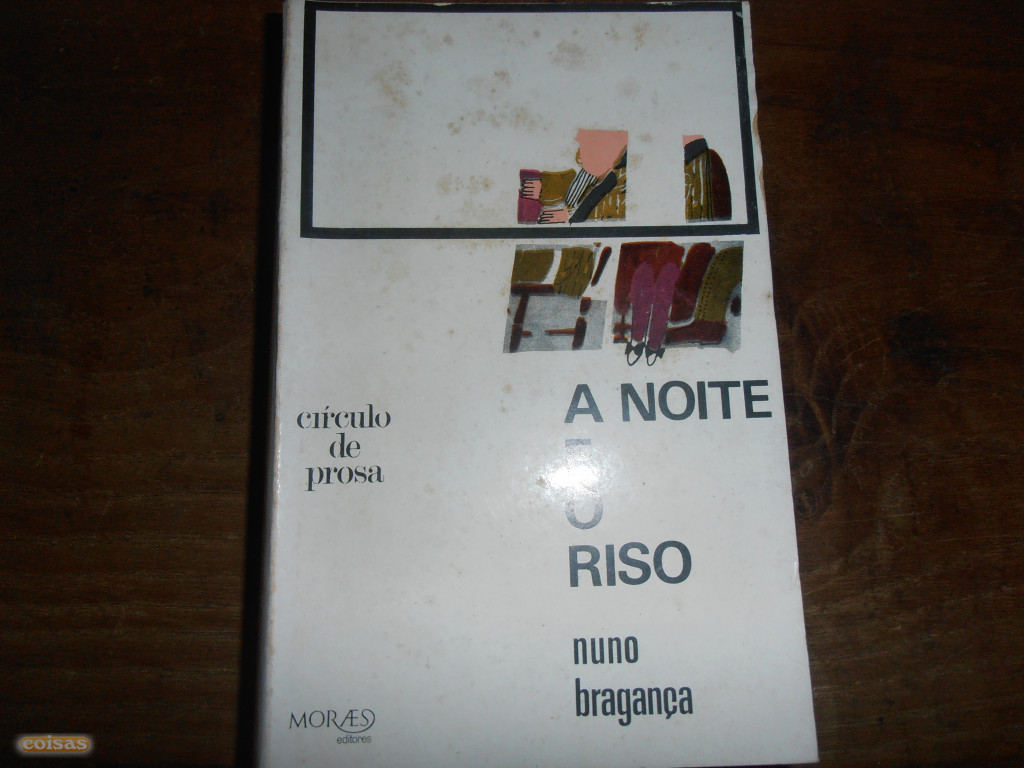 A NOITE
E
O
RISO
círculo
de
prosa
nuno
bragança
MORÆS
editores
coisas